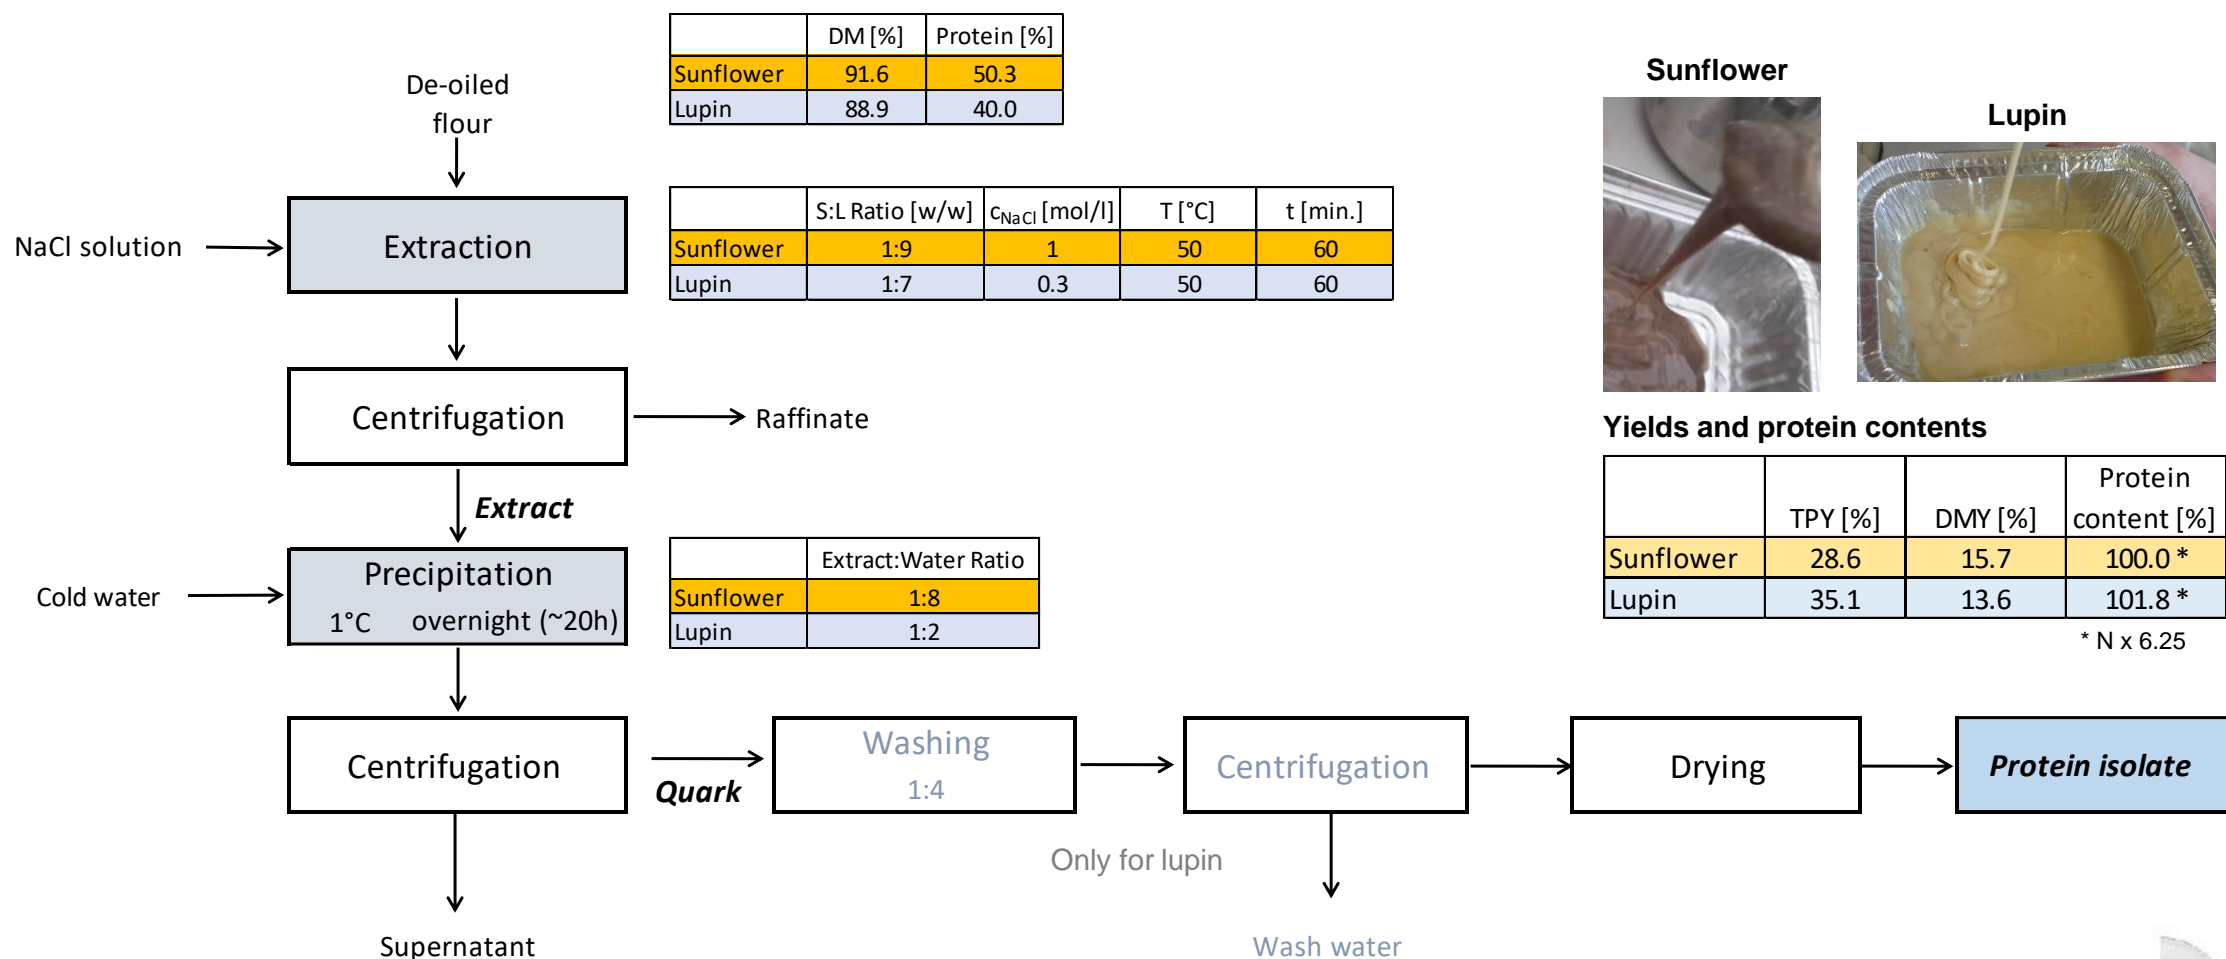 DM [%] Protein [%]
Sunflower 91.6 50.3
Lupin 88.9 40.0
De-oiled
flour
Sunflower
Lupin
S:L Ratio [w/w] cNaCl [mol/l] T [°C] t [min.]
Sunflower 1:9 1 50 60
Lupin 1:7 0.3 50 60
NaCl solution
Extraction
Centrifugation
Raffinate
Extract
Yields and protein contents
TPY [%] DMY [%] Protein
content [%]
Sunflower 28.6 15.7 100.0 *
Lupin 35.1 13.6 101.8 *
* N x 6.25
Cold water
Precipitation
1°C overnight (~20h)
Extract:Water Ratio
Sunflower 1:8
Lupin 1:2
Centrifugation
Quark
Washing
1:4
Centrifugation
Drying
Protein isolate
Only for lupin
Supernatant
Wash water